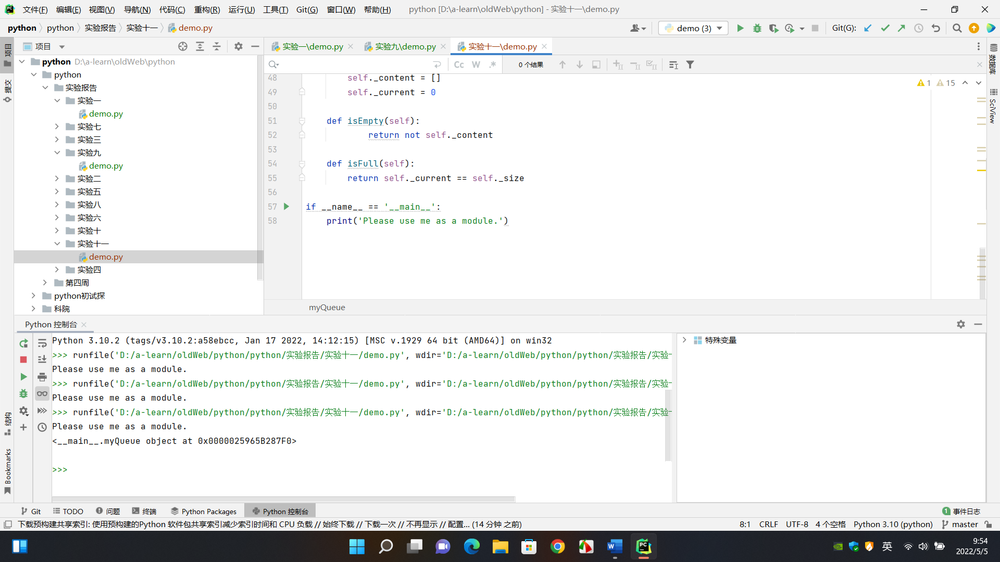 文件(F) 编辑(E) 视图(V) 导航(N) 代码(C) 重构(R) 运行(U) 工具(T) Git(G) 窗口(W) 帮助(H) python [D:\a-learn\oldWeb\python] - 实验十一\demo.py
python python 实验报告 实验十一 demo.py demo (3) Git(G):
项目
实验一\demo.py 实验九\demo.py 实验十一\demo.py
Cc W .* 0 个结果
项目
提交
结构
Bookmarks
python D:\a-learn\oldWeb\python
python
实验报告
实验一
demo.py
实验七
实验三
实验九
demo.py
实验二
实验五
实验八
实验六
实验十
实验十一
demo.py
实验四
第四周
python初试探
科院
48 self._content = []
49 self._current = 0
50
51 def isEmpty(self):
52 return not self._content
53
54 def isFull(self):
55 return self._current == self._size
56
57 if __name__ == '__main__':
58 print('Please use me as a module.')
1 15
myQueue
数据库
SciView
Python 控制台
Python 3.10.2 (tags/v3.10.2:a58ebcc, Jan 17 2022, 14:12:15) [MSC v.1929 64 bit (AMD64)] on win32
>>> runfile('D:/a-learn/oldWeb/python/python/实验报告/实验十一/demo.py', wdir='D:/a-learn/oldWeb/python/python/实验报告/实验
Please use me as a module.
>>> runfile('D:/a-learn/oldWeb/python/python/实验报告/实验十一/demo.py', wdir='D:/a-learn/oldWeb/python/python/实验报告/实验
Please use me as a module.
>>> runfile('D:/a-learn/oldWeb/python/python/实验报告/实验十一/demo.py', wdir='D:/a-learn/oldWeb/python/python/实验报告/实验
Please use me as a module.
<__main__.myQueue object at 0x0000025965B287F0>
>>>
特殊变量
Git TODO 问题 终端 Python Packages Python 控制台 1 事件日志
下载预构建共享索引: 使用预构建的Python 软件包共享索引减少索引时间和 CPU 负载 // 始终下载 // 下载一次 // 不再显示 // 配置... (14 分钟 之前) 8:1 CRLF UTF-8 4 个空格 Python 3.10 (python) master
英 9:54
2022/5/5